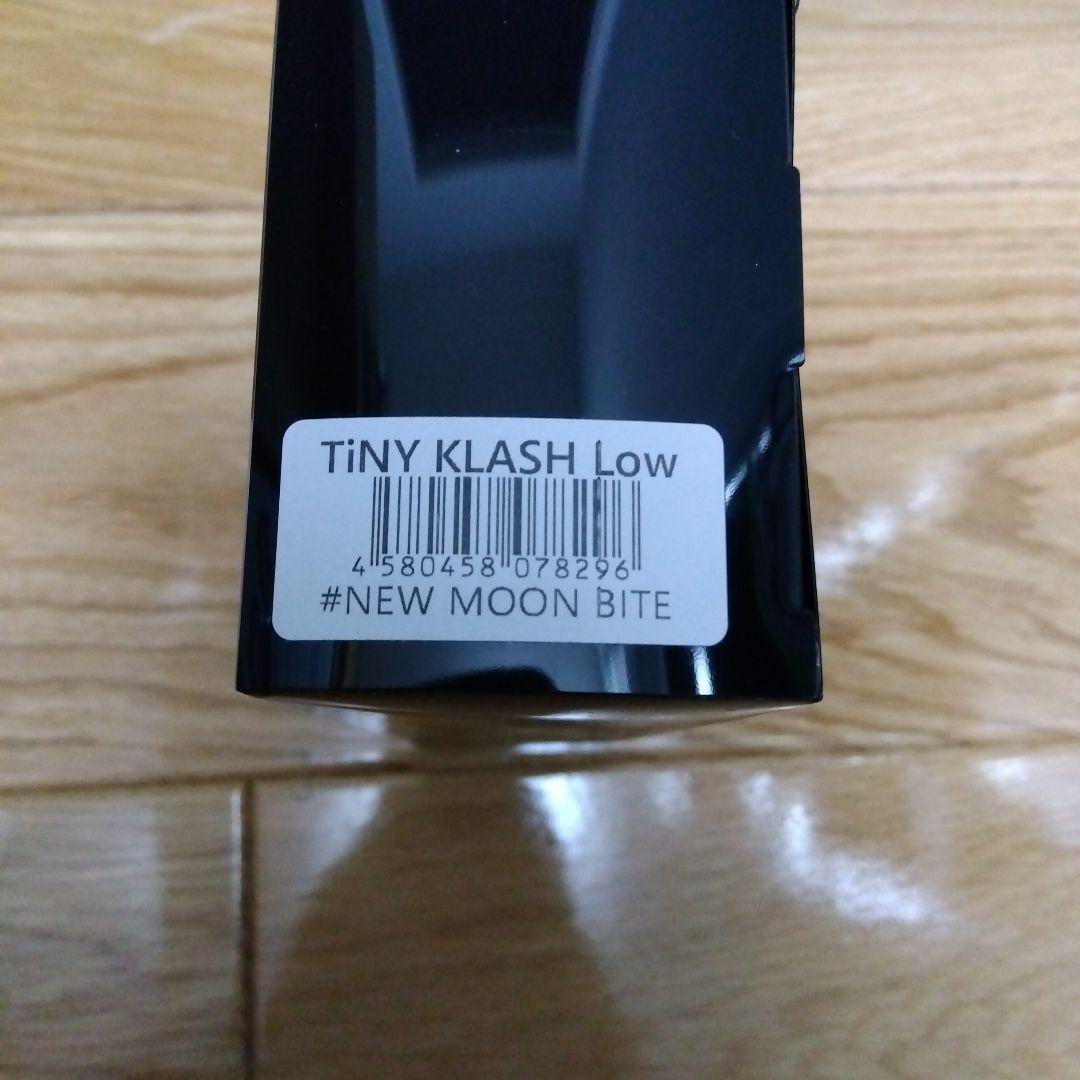 TiNY KLASH Low
4 580458 078296
#NEW MOON BITE